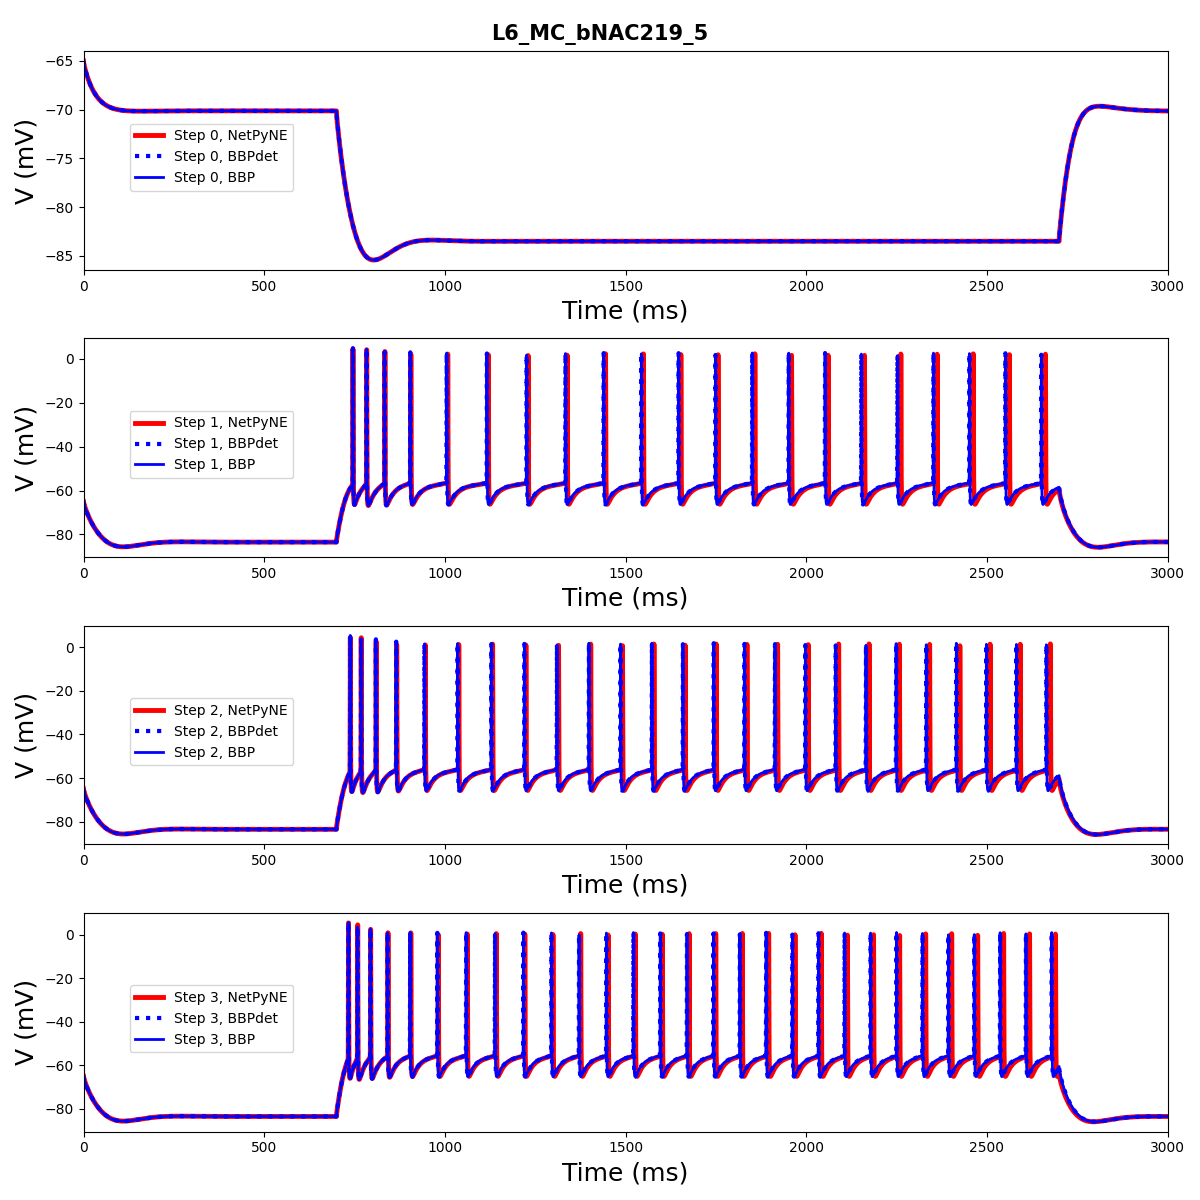 L6_MC_bNAC219_5
V (mV)
−65
−70
−75
−80
−85
Step 0, NetPyNE
Step 0, BBPdet
Step 0, BBP
0 500 1000 1500 2000 2500 3000
Time (ms)
V (mV)
0
−20
−40
−60
−80
Step 1, NetPyNE
Step 1, BBPdet
Step 1, BBP
0 500 1000 1500 2000 2500 3000
Time (ms)
V (mV)
0
−20
−40
−60
−80
Step 2, NetPyNE
Step 2, BBPdet
Step 2, BBP
0 500 1000 1500 2000 2500 3000
Time (ms)
V (mV)
0
−20
−40
−60
−80
Step 3, NetPyNE
Step 3, BBPdet
Step 3, BBP
0 500 1000 1500 2000 2500 3000
Time (ms)